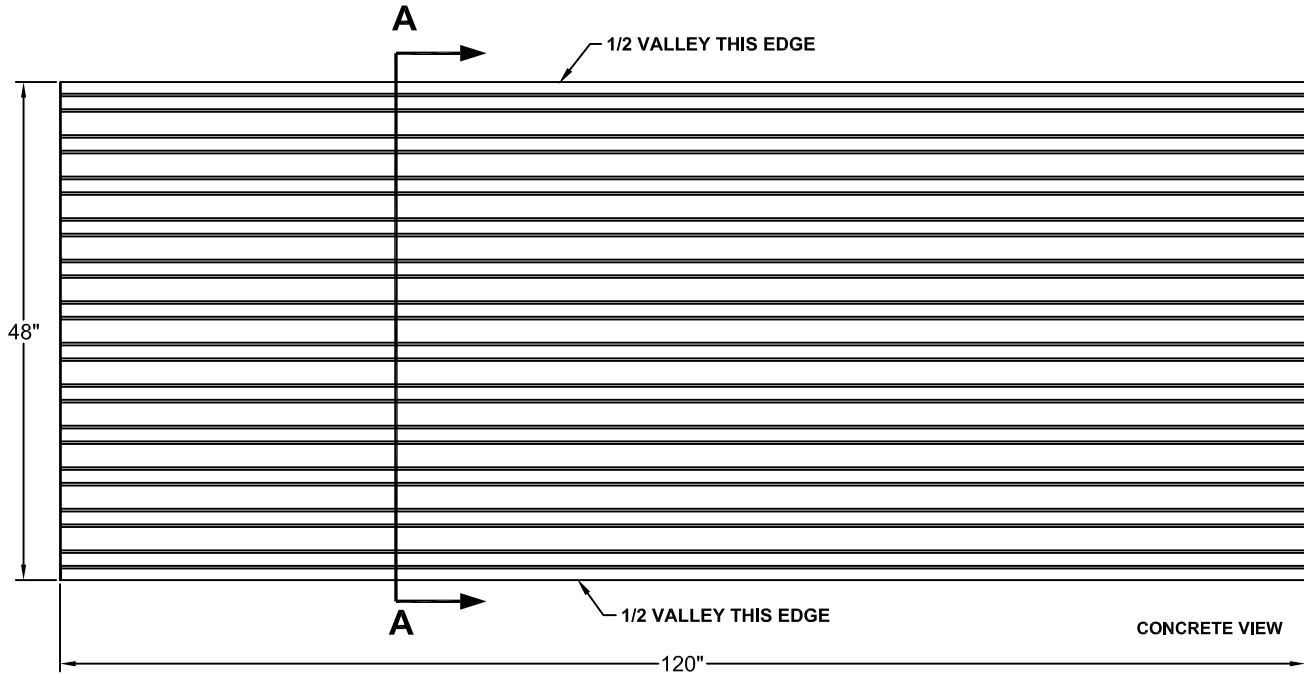 A
1/2 VALLEY THIS EDGE
48"
A
1/2 VALLEY THIS EDGE
CONCRETE VIEW
120"